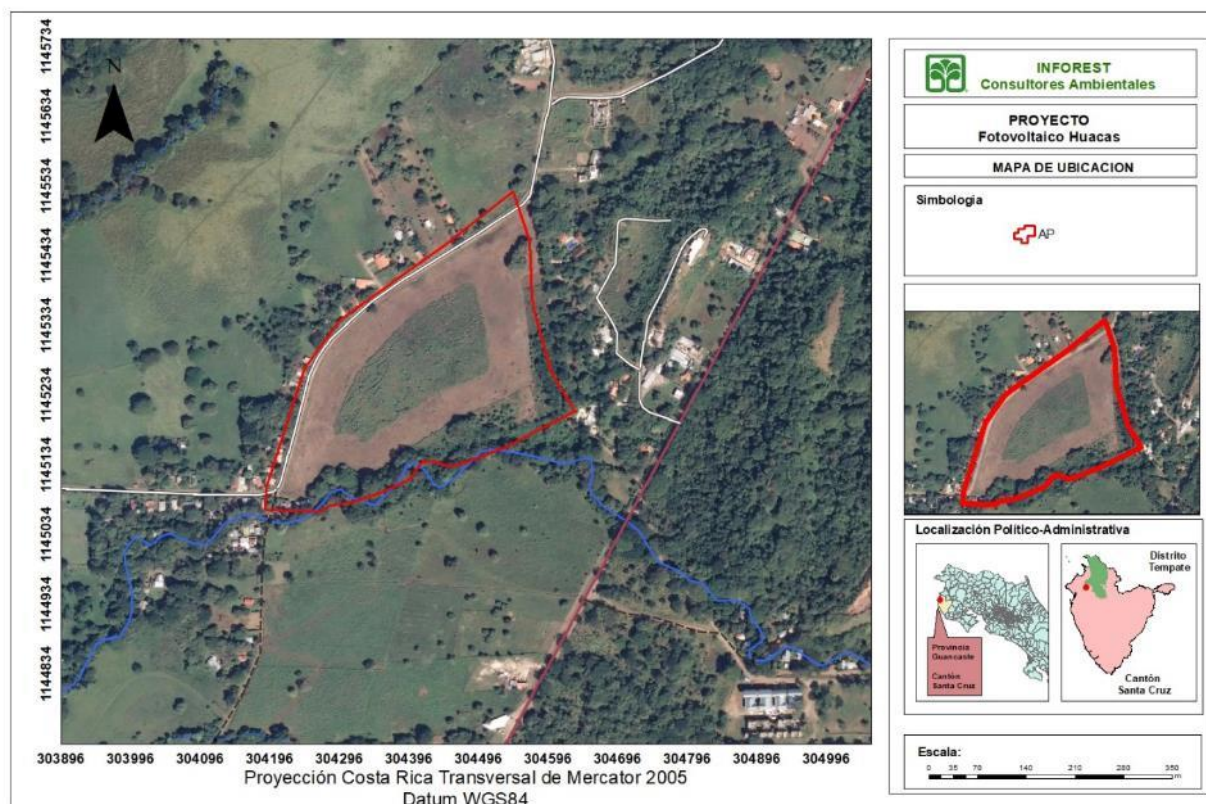 1145734
1145634
1145534
1145434
1145334
1145234
1145134
1145034
1144934
1144834
N
303896 303996 304096 304196 304296 304396 304496 304596 304696 304796 304896 304996
Proyección Costa Rica Transversal de Mercator 2005
Datum WGS84
INFOREST
Consultores Ambientales
PROYECTO
Fotovoltaico Huacas
MAPA DE UBICACION
Simbología
AP
Localización Político-Administrativa
Provincia
Guancaste
Cantón
Santa Cruz
Distrito
Tempate
Cantón
Santa Cruz
Escala:
0 35 70 140 210 280 350
m